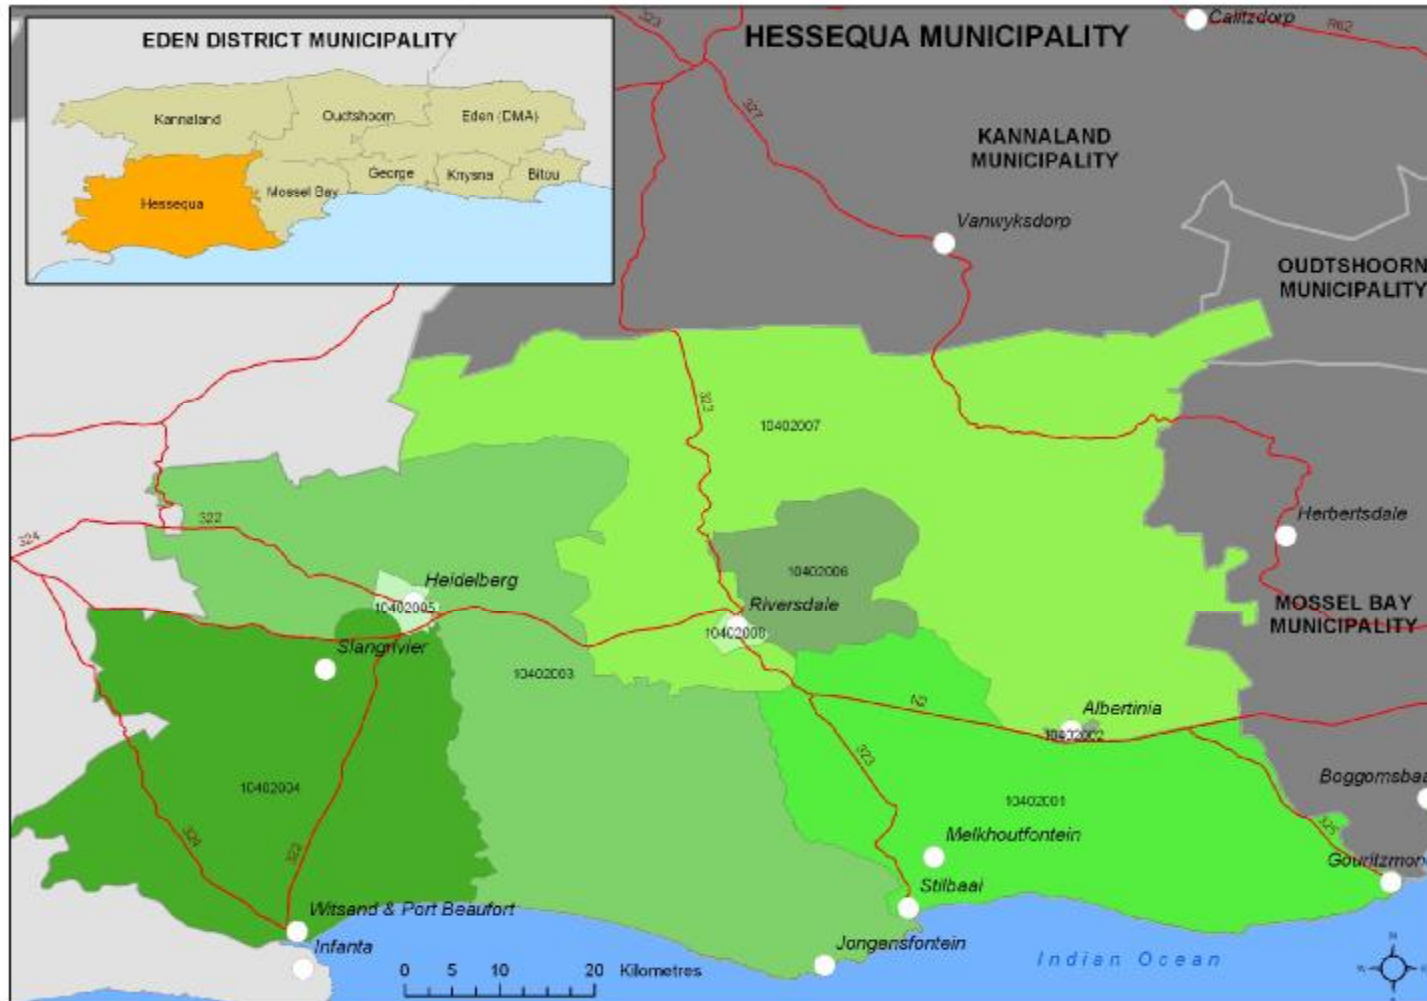 EDEN DISTRICT MUNICIPALITY
Kannaland
Oudtshoorn
Eden (DMA)
George
Knysna
Bitou
Mossel Bay
Hessequa
HESSEQUA MUNICIPALITY
323
Calitzdorp
R62
327
KANNALAND
MUNICIPALITY
Vanwyksdorp
OUDTSHOORN
MUNICIPALITY
323
10402007
322
324
Herbertsdale
Heidelberg
10402005
10402006
Riversdale
10402008
MOSSEL BAY
MUNICIPALITY
Slangrivier
10402003
N2
Albertinia
10402002
323
10402004
10402001
Boggomsbaa
324
322
325
Melkhoutfontein
Gouritzmon
Stilbaai
Witsand & Port Beaufort
Infanta
Jongensfontein
Indian Ocean
0 5 10 20 Kilometres
N
W